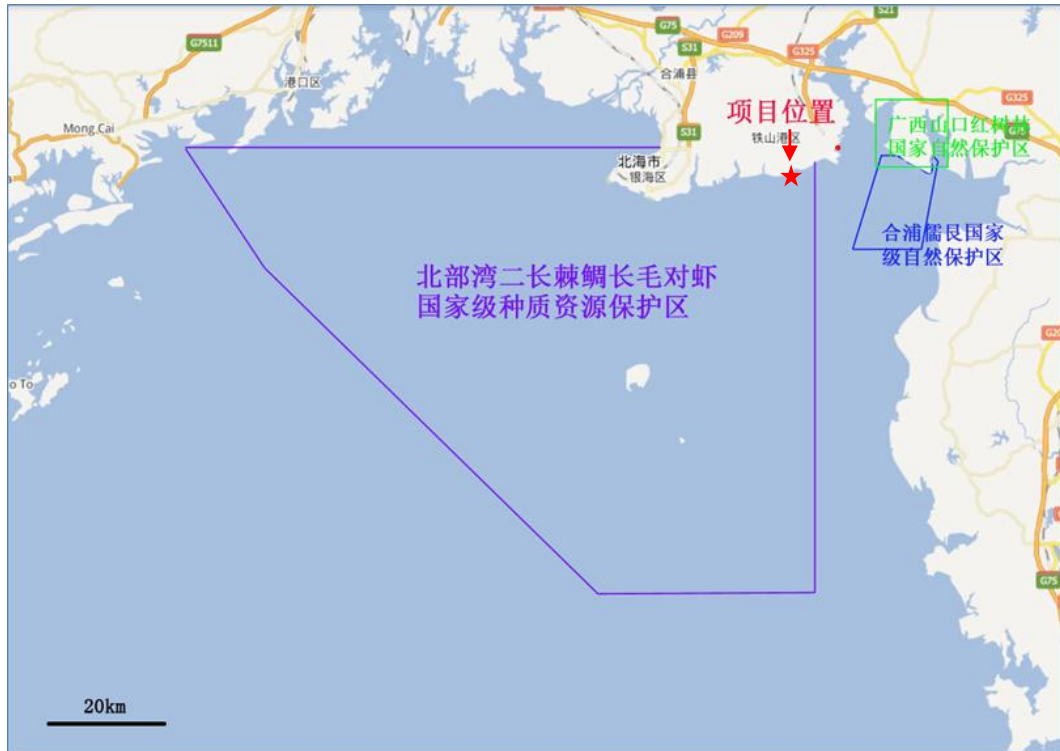 S21
G7511
G75
G209
G325
S31
港口区
合浦县
项目位置
G325
Mong Cai
S31
铁山港区
广西山口红树林
国家自然保护区
G75
北海市
银海区
合浦儒艮国家
级自然保护区
北部湾二长棘鲷长毛对虾
国家级种质资源保护区
o To
G75
20km